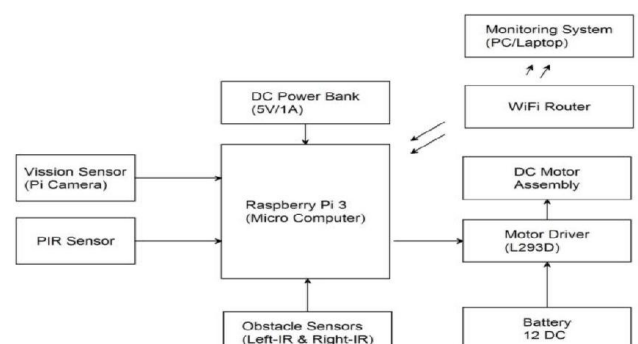 Monitoring System
(PC/Laptop)
DC Power Bank
(5V/1A)
WiFi Router
Vission Sensor
(Pi Camera)
Raspberry Pi 3
(Micro Computer)
DC Motor
Assembly
PIR Sensor
Motor Driver
(L293D)
Obstacle Sensors
(Left-IR & Right-IR)
Battery
12 DC